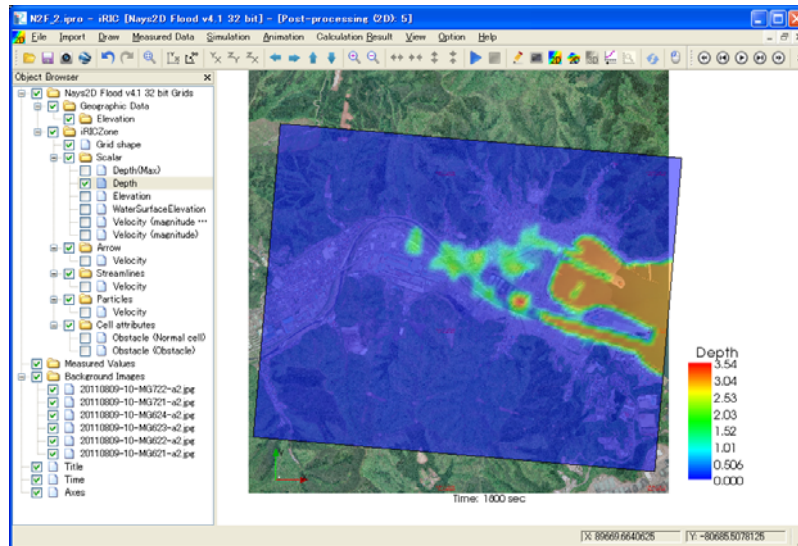 N2F_2.ipro - iRIC [Nays2D Flood v4.1 32 bit] - [Post-processing (2D): 5]
File Import Draw Measured Data Simulation Animation Calculation Result View Option Help
Object Browser
Nays2D Flood v4.1 32 bit Grids
Geographic Data
Elevation
iRICZone
Grid shape
Scalar
Depth(Max)
Depth
Elevation
WaterSurfaceElevation
Velocity (magnitude ...
Velocity (magnitude)
Arrow
Velocity
Streamlines
Velocity
Particles
Velocity
Cell attributes
Obstacle (Normal cell)
Obstacle (Obstacle)
Measured Values
Background Images
20110809-10-MG722-a2.jpg
20110809-10-MG721-a2.jpg
20110809-10-MG624-a2.jpg
20110809-10-MG623-a2.jpg
20110809-10-MG622-a2.jpg
20110809-10-MG621-a2.jpg
Title
Time
Axes
Depth
3.54
3.04
2.53
2.03
1.52
1.01
0.506
0.000
Time: 1800 sec
X: 89669.6640625 Y: -80685.5078125